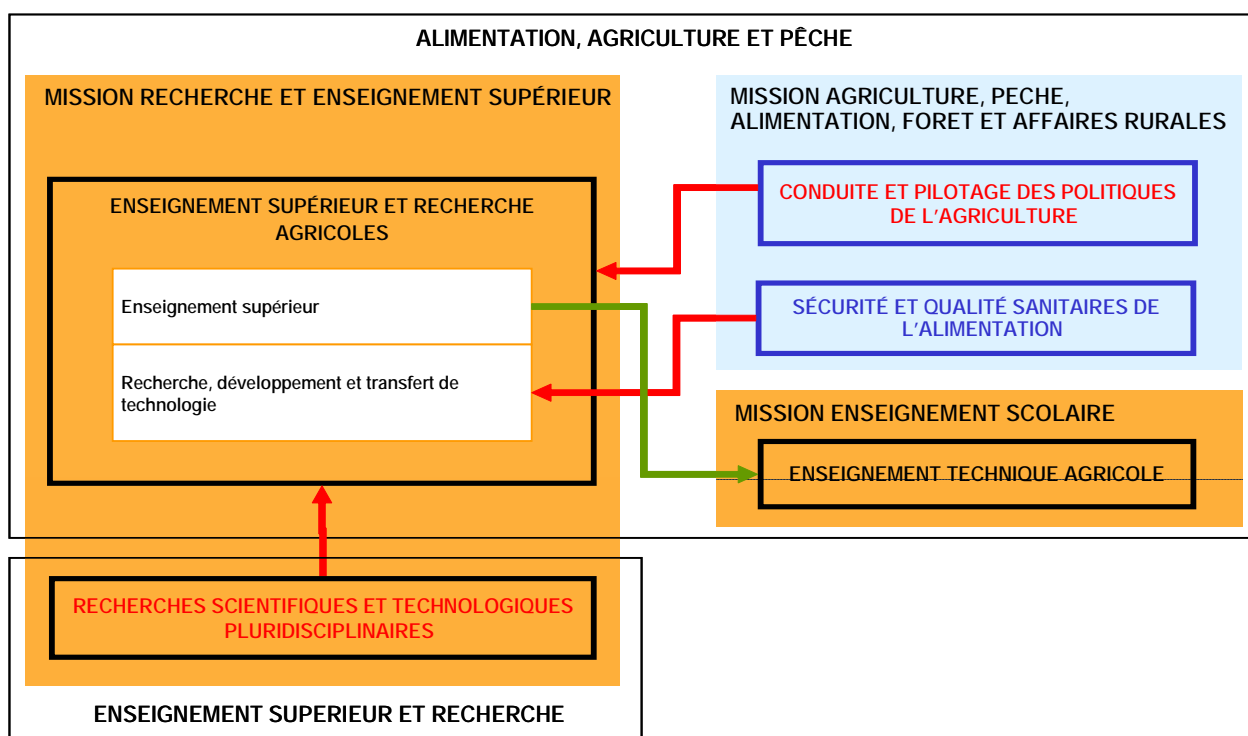 ALIMENTATION, AGRICULTURE ET PÊCHE
MISSION RECHERCHE ET ENSEIGNEMENT SUPÉRIEUR
ENSEIGNEMENT SUPÉRIEUR ET RECHERCHE
AGRICOLES
Enseignement supérieur
Recherche, développement et transfert de
technologie
MISSION AGRICULTURE, PECHE,
ALIMENTATION, FORET ET AFFAIRES RURALES
CONDUITE ET PILOTAGE DES POLITIQUES
DE L'AGRICULTURE
SÉCURITÉ ET QUALITÉ SANITAIRES DE
L'ALIMENTATION
MISSION ENSEIGNEMENT SCOLAIRE
ENSEIGNEMENT TECHNIQUE AGRICOLE
RECHERCHES SCIENTIFIQUES ET TECHNOLOGIQUES
PLURIDISCIPLINAIRES
ENSEIGNEMENT SUPERIEUR ET RECHERCHE